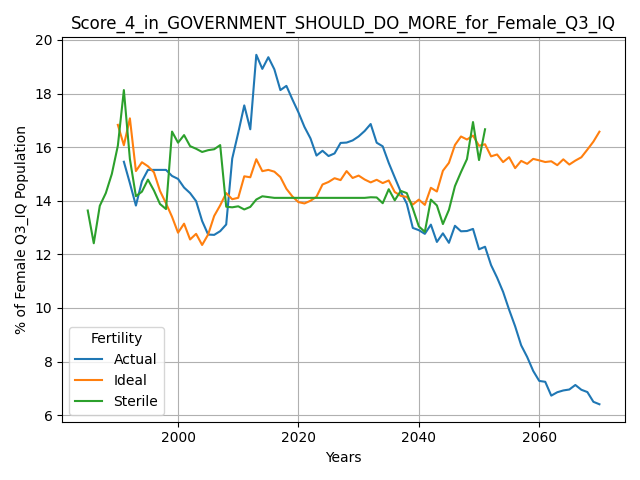 Score_4_in_GOVERNMENT_SHOULD_DO_MORE_for_Female_Q3_IQ
% of Female Q3_IQ Population
20
18
16
14
12
10
8
6
Fertility
Actual
Ideal
Sterile
2000
2020
2040
2060
Years